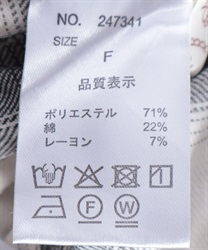 NO. 247341
SIZE
F
品質表示
ポリエステル 71%
綿 22%
レーヨン 7%
F W